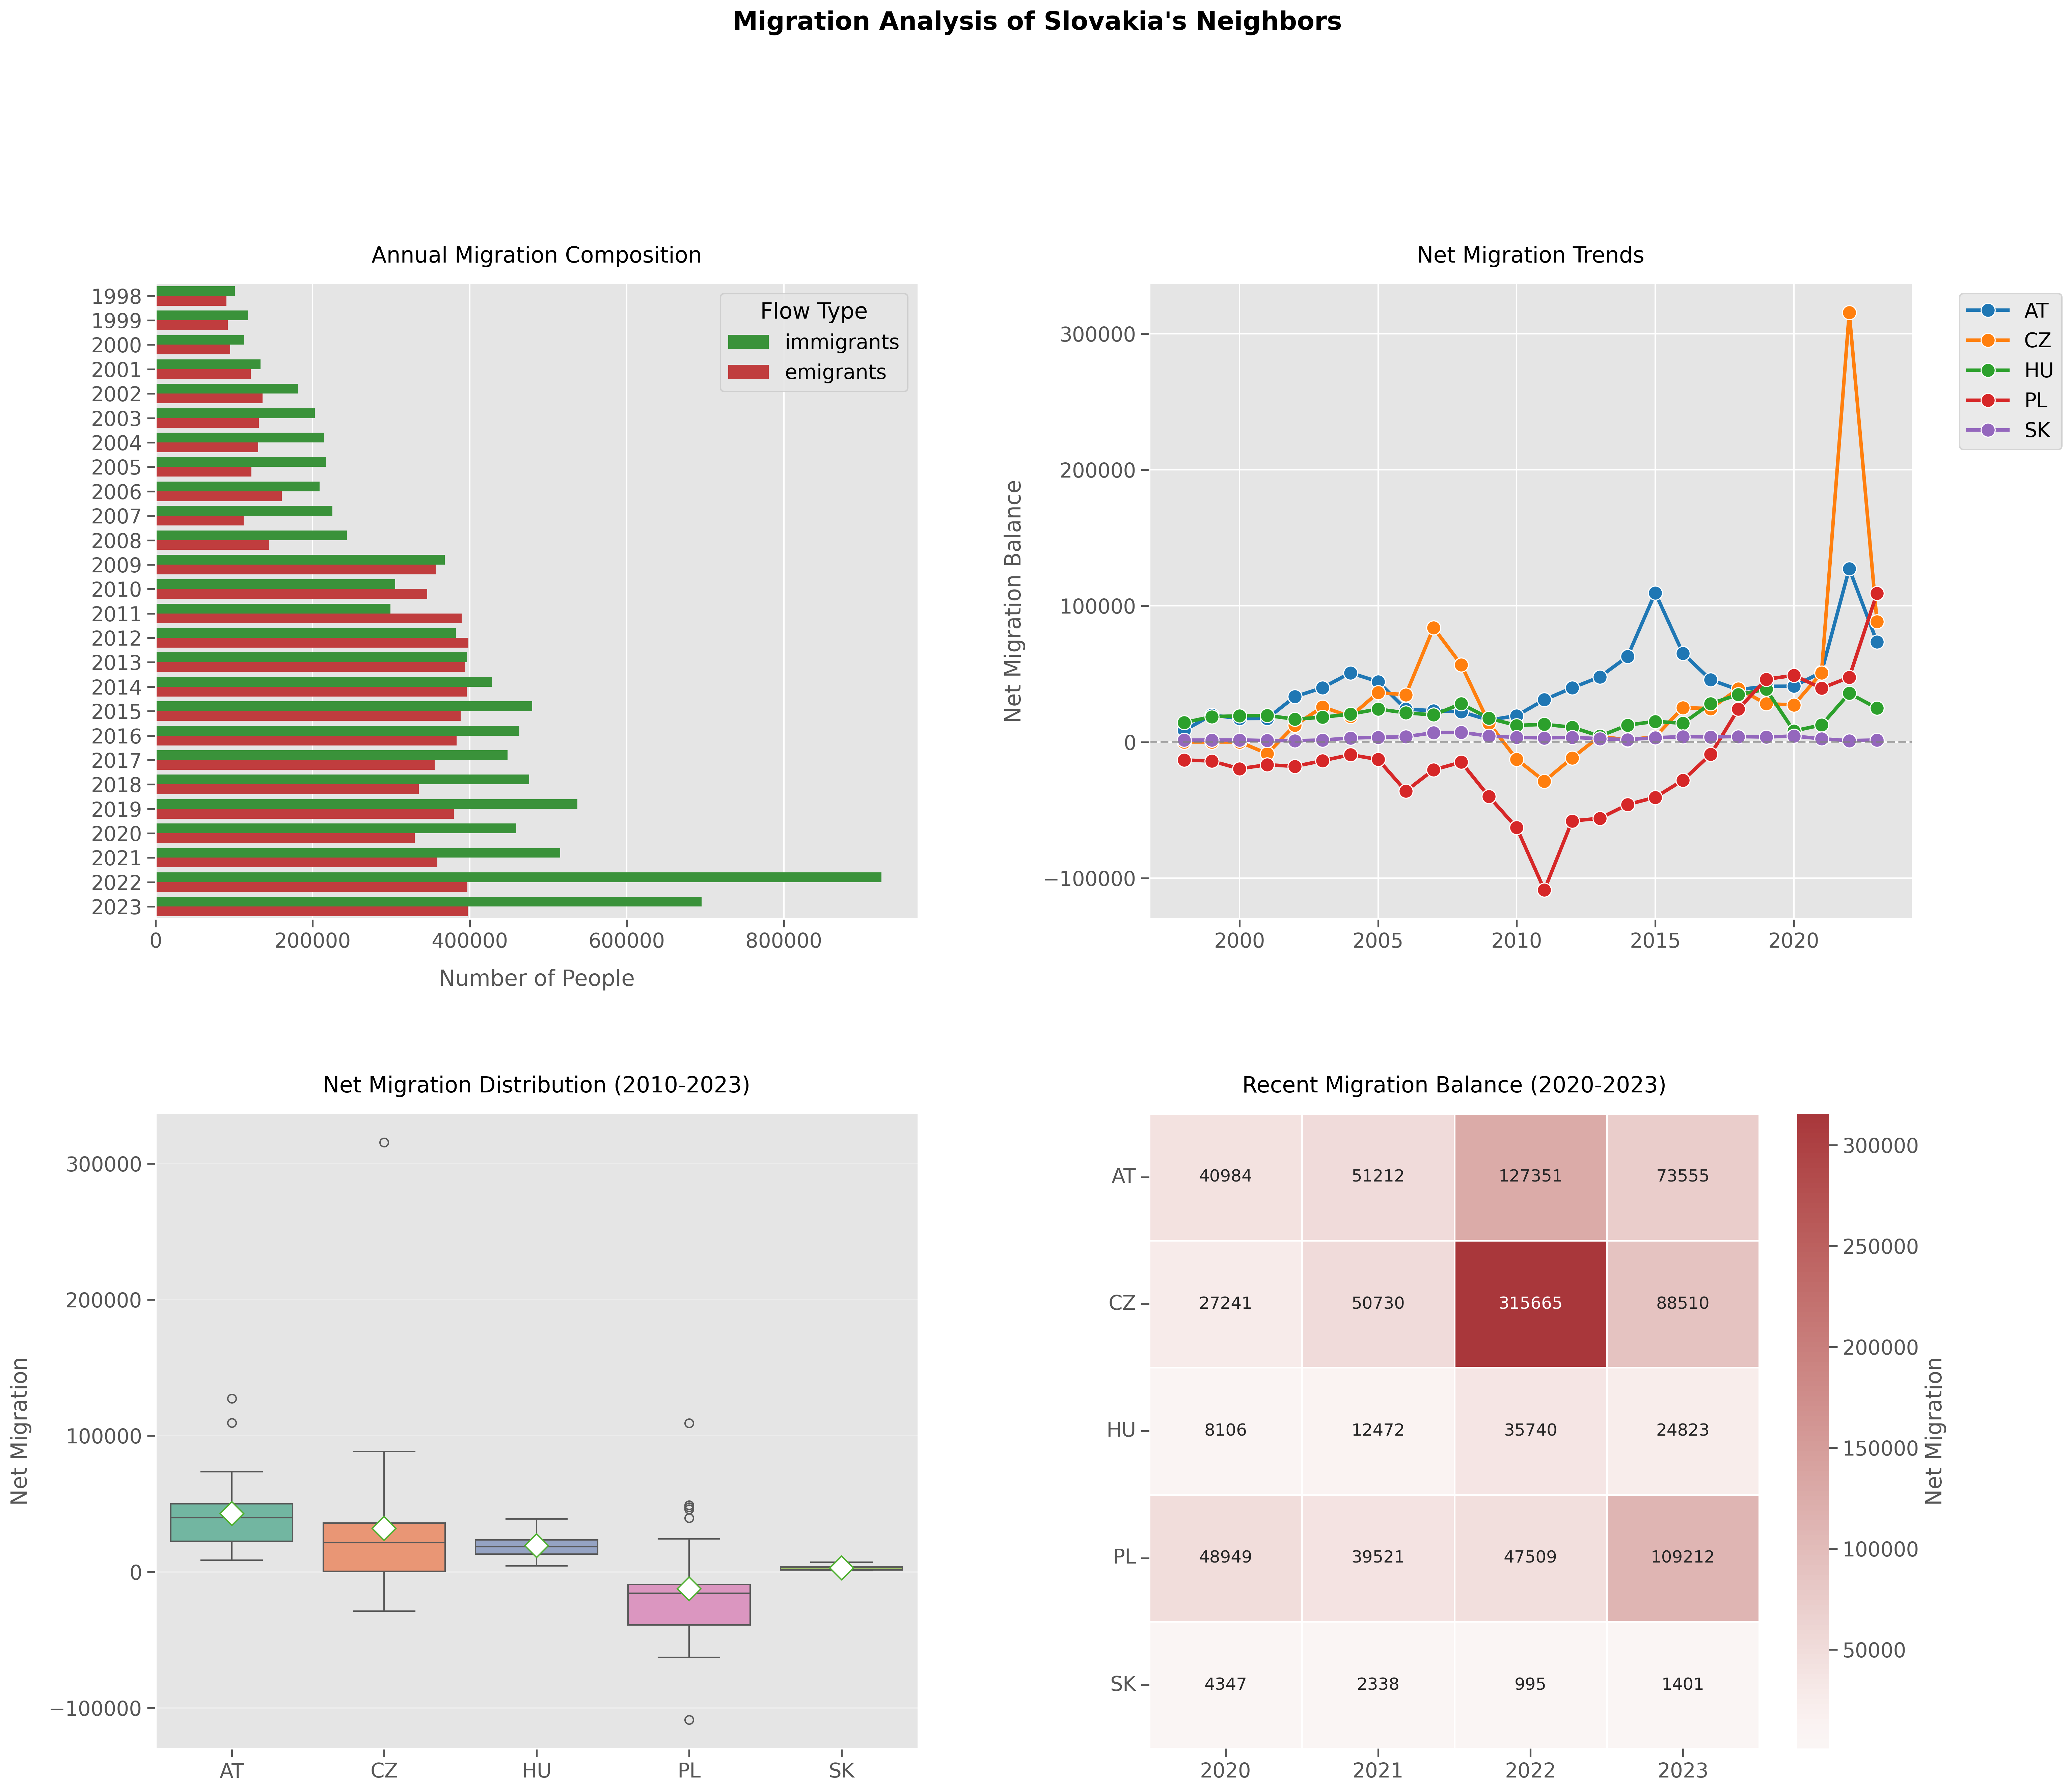 Migration Analysis of Slovakia's Neighbors
Annual Migration Composition
1998
1999
2000
2001
2002
2003
2004
2005
2006
2007
2008
2009
2010
2011
2012
2013
2014
2015
2016
2017
2018
2019
2020
2021
2022
2023
Flow Type
immigrants
emigrants
0 200000 400000 600000 800000
Number of People
Net Migration Trends
Net Migration Balance
300000
200000
100000
0
−100000
2000 2005 2010 2015 2020
AT
CZ
HU
PL
SK
Net Migration Distribution (2010-2023)
Net Migration
300000
200000
100000
0
−100000
AT CZ HU PL SK
Recent Migration Balance (2020-2023)
AT 40984 51212 127351 73555
CZ 27241 50730 315665 88510
HU 8106 12472 35740 24823
PL 48949 39521 47509 109212
SK 4347 2338 995 1401
2020 2021 2022 2023
300000
250000
200000
150000
100000
50000
Net Migration